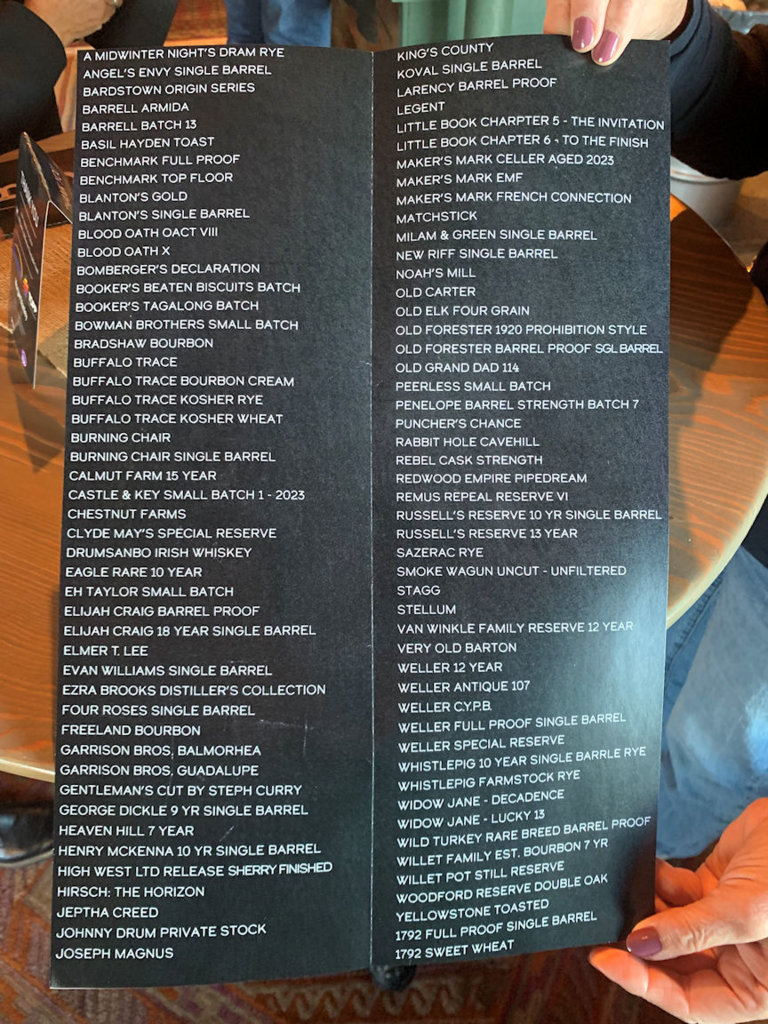 A MIDWINTER NIGHT'S DRAM RYE
ANGEL'S ENVY SINGLE BARREL
BARDSTOWN ORIGIN SERIES
BARRELL ARMIDA
BARRELL BATCH 13
BASIL HAYDEN TOAST
BENCHMARK FULL PROOF
BENCHMARK TOP FLOOR
BLANTON'S GOLD
BLANTON'S SINGLE BARREL
BLOOD OATH OACT VIII
BLOOD OATH X
BOMBERGER'S DECLARATION
BOOKER'S BEATEN BISCUITS BATCH
BOOKER'S TAGALONG BATCH
BOWMAN BROTHERS SMALL BATCH
BRADSHAW BOURBON
BUFFALO TRACE
BUFFALO TRACE BOURBON CREAM
BUFFALO TRACE KOSHER RYE
BUFFALO TRACE KOSHER WHEAT
BURNING CHAIR
BURNING CHAIR SINGLE BARREL
CALMUT FARM 15 YEAR
CASTLE & KEY SMALL BATCH 1 - 2023
CHESTNUT FARMS
CLYDE MAY'S SPECIAL RESERVE
DRUMSANBO IRISH WHISKEY
EAGLE RARE 10 YEAR
EH TAYLOR SMALL BATCH
ELIJAH CRAIG BARREL PROOF
ELIJAH CRAIG 18 YEAR SINGLE BARREL
ELMER T. LEE
EVAN WILLIAMS SINGLE BARREL
EZRA BROOKS DISTILLER'S COLLECTION
FOUR ROSES SINGLE BARREL
FREELAND BOURBON
GARRISON BROS, BALMORHEA
GARRISON BROS, GUADALUPE
GENTLEMAN'S CUT BY STEPH CURRY
GEORGE DICKLE 9 YR SINGLE BARREL
HEAVEN HILL 7 YEAR
HENRY MCKENNA 10 YR SINGLE BARREL
HIGH WEST LTD RELEASE SHERRY FINISHED
HIRSCH: THE HORIZON
JEPTHA CREED
JOHNNY DRUM PRIVATE STOCK
JOSEPH MAGNUS
KING'S COUNTY
KOVAL SINGLE BARREL
LARENCY BARREL PROOF
LEGENT
LITTLE BOOK CHARPTER 5 - THE INVITATION
LITTLE BOOK CHAPTER 6 - TO THE FINISH
MAKER'S MARK CELLER AGED 2023
MAKER'S MARK EMF
MAKER'S MARK FRENCH CONNECTION
MATCHSTICK
MILAM & GREEN SINGLE BARREL
NEW RIFF SINGLE BARREL
NOAH'S MILL
OLD CARTER
OLD ELK FOUR GRAIN
OLD FORESTER 1920 PROHIBITION STYLE
OLD FORESTER BARREL PROOF SGL BARREL
OLD GRAND DAD 114
PEERLESS SMALL BATCH
PENELOPE BARREL STRENGTH BATCH 7
PUNCHER'S CHANCE
RABBIT HOLE CAVEHILL
REBEL CASK STRENGTH
REDWOOD EMPIRE PIPEDREAM
REMUS REPEAL RESERVE VI
RUSSELL'S RESERVE 10 YR SINGLE BARREL
RUSSELL'S RESERVE 13 YEAR
SAZERAC RYE
SMOKE WAGUN UNCUT - UNFILTERED
STAGG
STELLUM
VAN WINKLE FAMILY RESERVE 12 YEAR
VERY OLD BARTON
WELLER 12 YEAR
WELLER ANTIQUE 107
WELLER C.Y.P.B.
WELLER FULL PROOF SINGLE BARREL
WELLER SPECIAL RESERVE
WHISTLEPIG 10 YEAR SINGLE BARRLE RYE
WHISTLEPIG FARMSTOCK RYE
WIDOW JANE - DECADENCE
WIDOW JANE - LUCKY 13
WILD TURKEY RARE BREED BARREL PROOF
WILLET FAMILY EST. BOURBON 7 YR
WILLET POT STILL RESERVE
WOODFORD RESERVE DOUBLE OAK
YELLOWSTONE TOASTED
1792 FULL PROOF SINGLE BARREL
1792 SWEET WHEAT